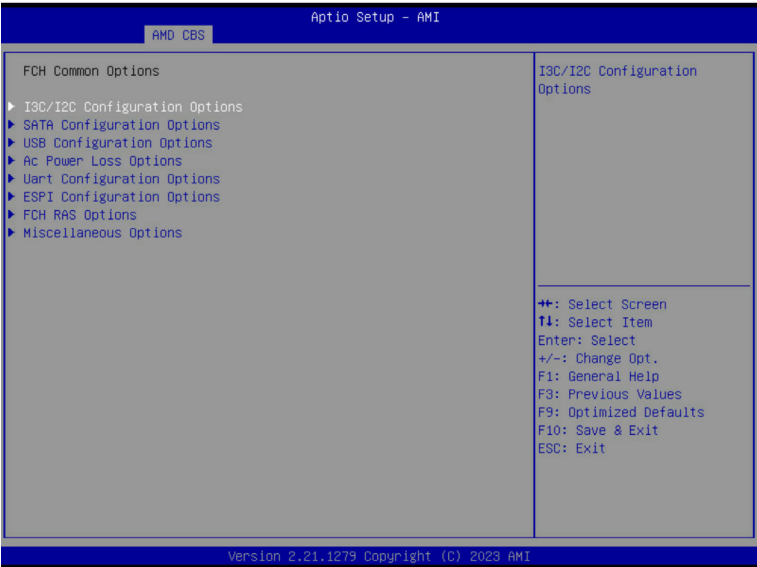 Aptio Setup – AMI
AMD CBS
FCH Common Options
I3C/I2C Configuration Options
SATA Configuration Options
USB Configuration Options
Ac Power Loss Options
Uart Configuration Options
ESPI Configuration Options
FCH RAS Options
Miscellaneous Options
I3C/I2C Configuration
Options
→←: Select Screen
↑↓: Select Item
Enter: Select
+/-: Change Opt.
F1: General Help
F3: Previous Values
F9: Optimized Defaults
F10: Save & Exit
ESC: Exit
Version 2.21.1279 Copyright (C) 2023 AMI